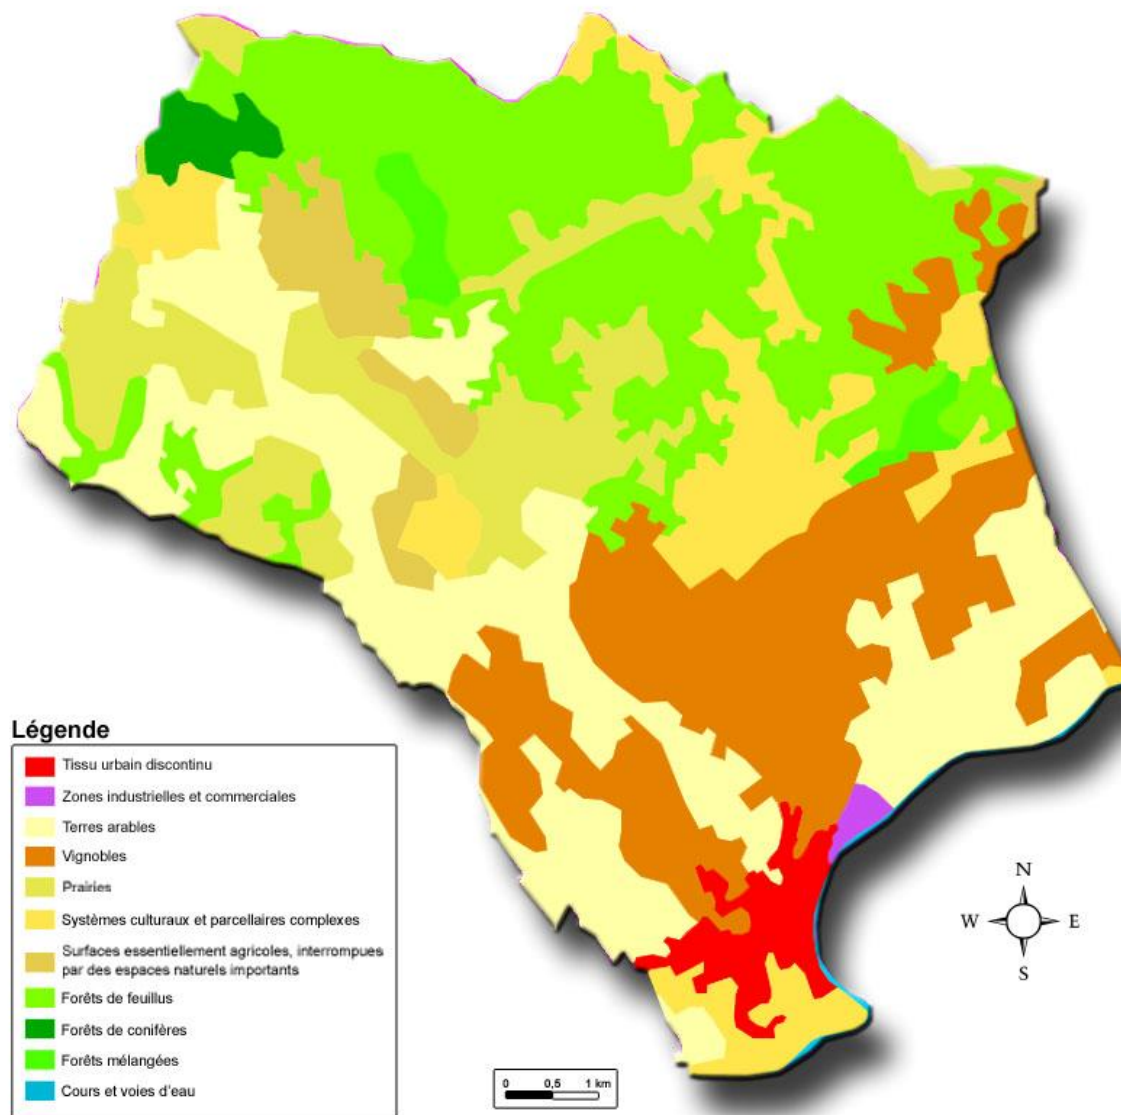 Légende
Tissu urbain discontinu
Zones industrielles et commerciales
Terres arables
Vignobles
Prairies
Systèmes culturaux et parcellaires complexes
Surfaces essentiellement agricoles, interrompues
par des espaces naturels importants
Forêts de feuillus
Forêts de conifères
Forêts mélangées
Cours et voies d'eau
N
W E
S
0 0,5 1 km